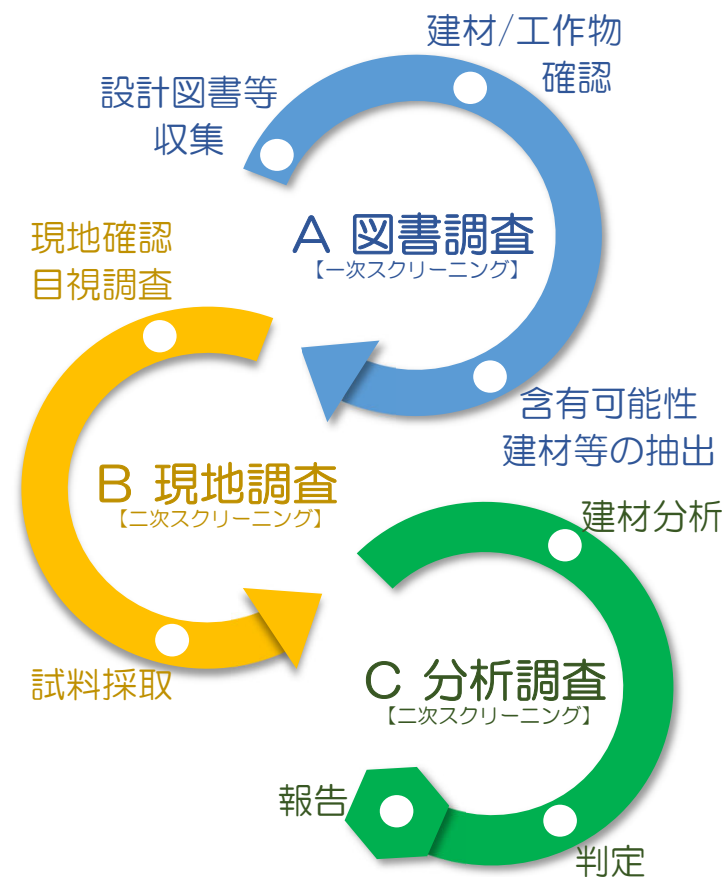 設計図書等
収集
建材/工作物
確認
A 図書調査
【一次スクリーニング】
含有可能性
建材等の抽出
現地確認
目視調査
B 現地調査
【二次スクリーニング】
試料採取
建材分析
C 分析調査
【二次スクリーニング】
判定
報告